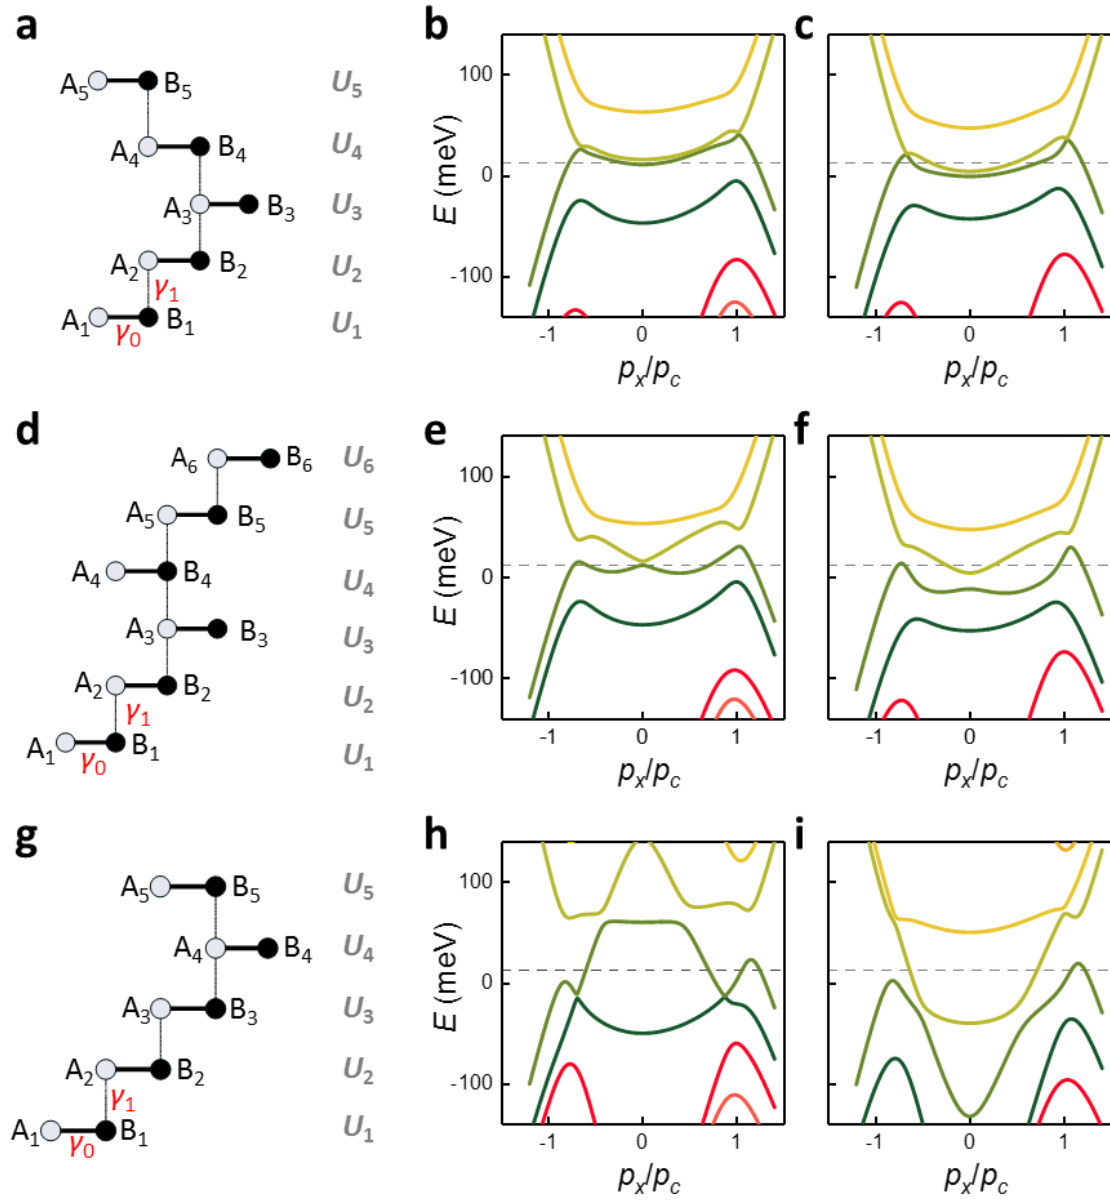 a
A5 B5 U5
A4 B4 U4
A3 B3 U3
A2 B2 U2
γ1
A1 B1 U1
γ0
b
E (meV)
100
0
-100
-1 0 1
px/pc
c
-1 0 1
px/pc
d
A6 B6 U6
A5 B5 U5
A4 B4 U4
A3 B3 U3
A2 B2 U2
γ1
A1 B1 U1
γ0
e
E (meV)
100
0
-100
-1 0 1
px/pc
f
-1 0 1
px/pc
g
A5 B5 U5
A4 B4 U4
A3 B3 U3
A2 B2 U2
γ1
A1 B1 U1
γ0
h
E (meV)
100
0
-100
-1 0 1
px/pc
i
-1 0 1
px/pc